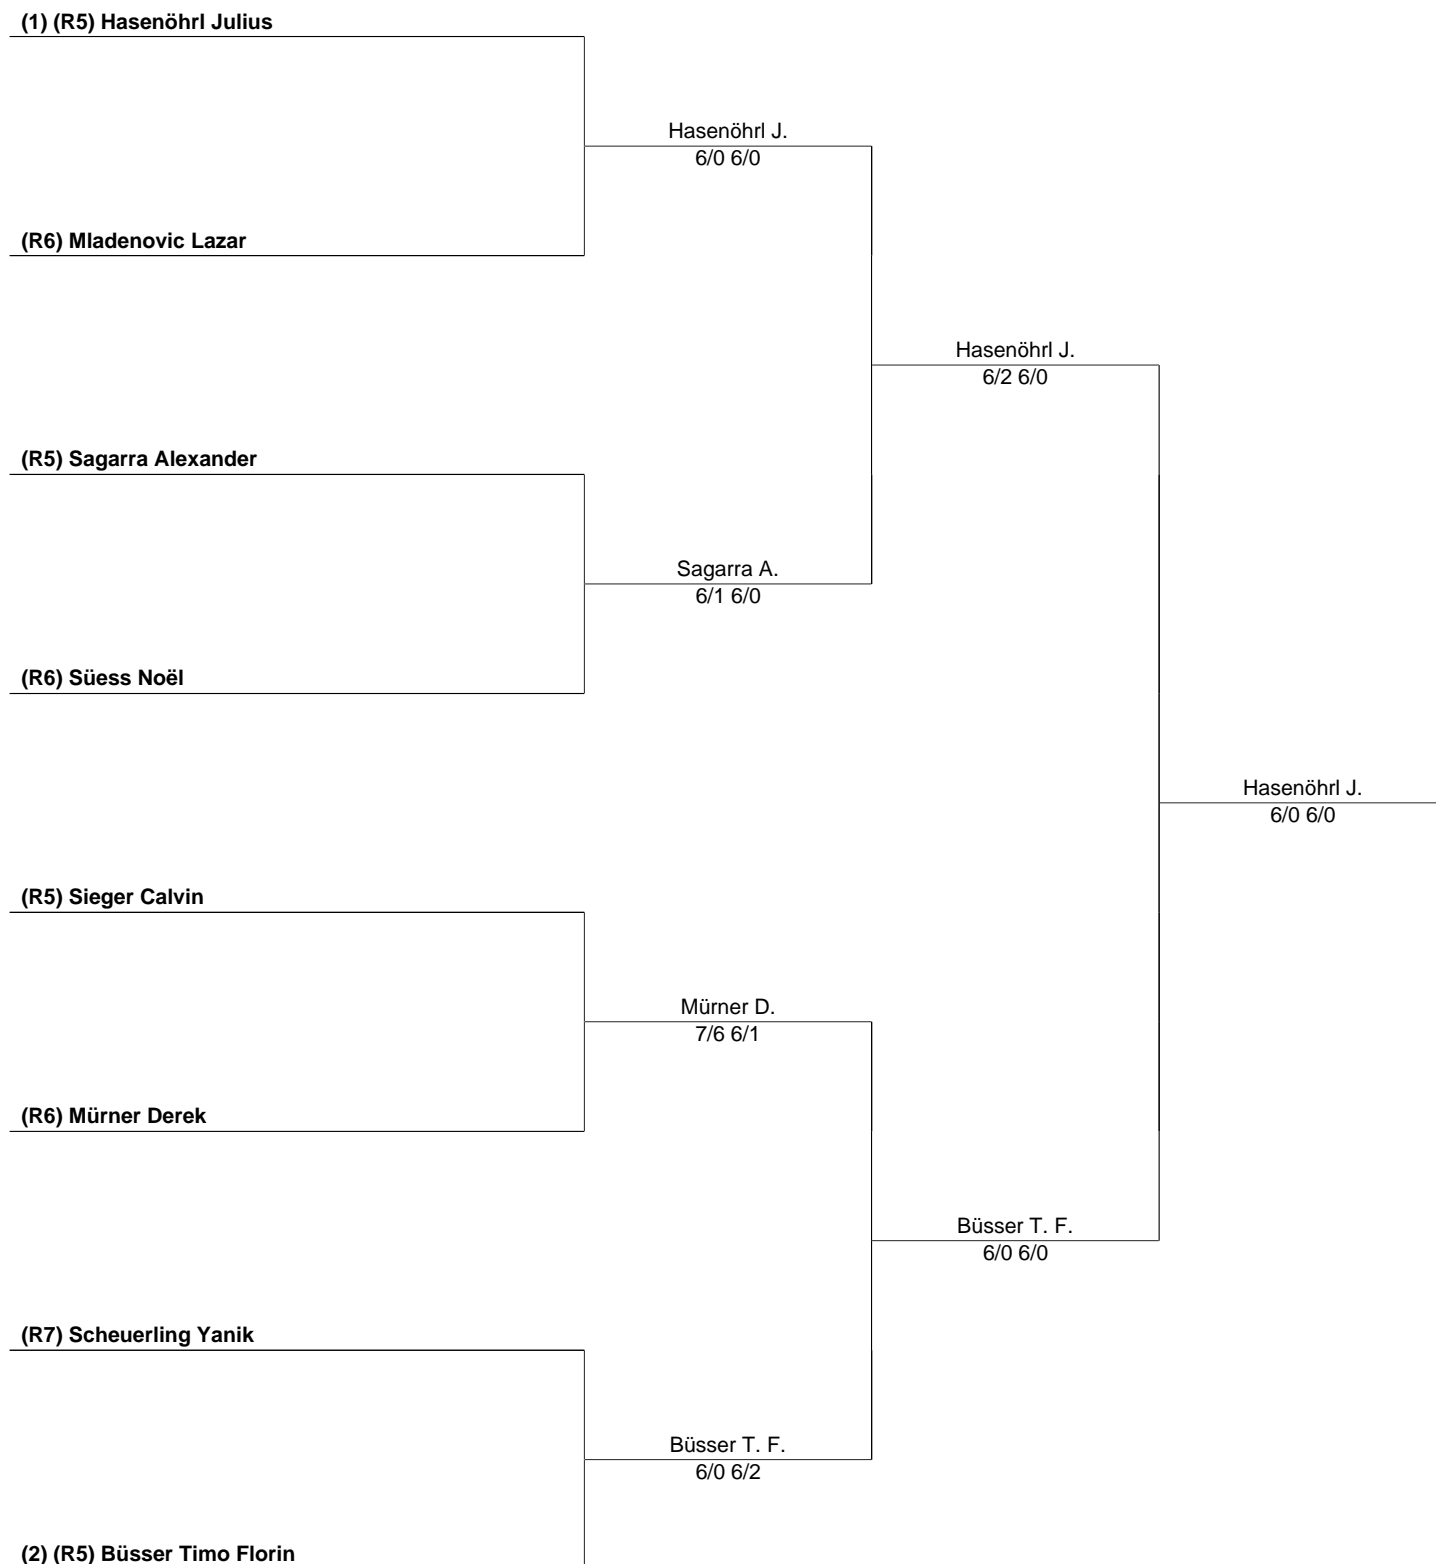 (1) (R5) Hasenöhrl Julius
Hasenöhrl J.
6/0 6/0
(R6) Mladenovic Lazar
Hasenöhrl J.
6/2 6/0
(R5) Sagarra Alexander
Sagarra A.
6/1 6/0
(R6) Süess Noël
Hasenöhrl J.
6/0 6/0
(R5) Sieger Calvin
Mürner D.
7/6 6/1
(R6) Mürner Derek
Büsser T. F.
6/0 6/0
(R7) Scheuerling Yanik
Büsser T. F.
6/0 6/2
(2) (R5) Büsser Timo Florin